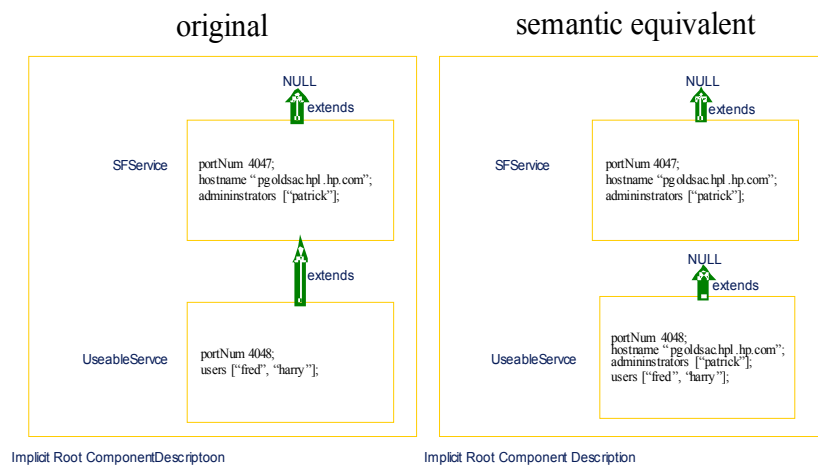 original
NULL
extends
SFService
portNum 4047;
hostname “pgoldsac.hpl.hp.com”;
admininstrators [“patrick”];
extends
UseableServce
portNum 4048;
users [“fred”, “harry”];
Implicit Root ComponentDescriptoon
semantic equivalent
NULL
extends
SFService
portNum 4047;
hostname “pgoldsac.hpl.hp.com”;
admininstrators [“patrick”];
NULL
extends
UseableServce
portNum 4048;
hostname “pgoldsac.hpl.hp.com”;
admininstrators [“patrick”];
users [“fred”, “harry”];
Implicit Root Component Description